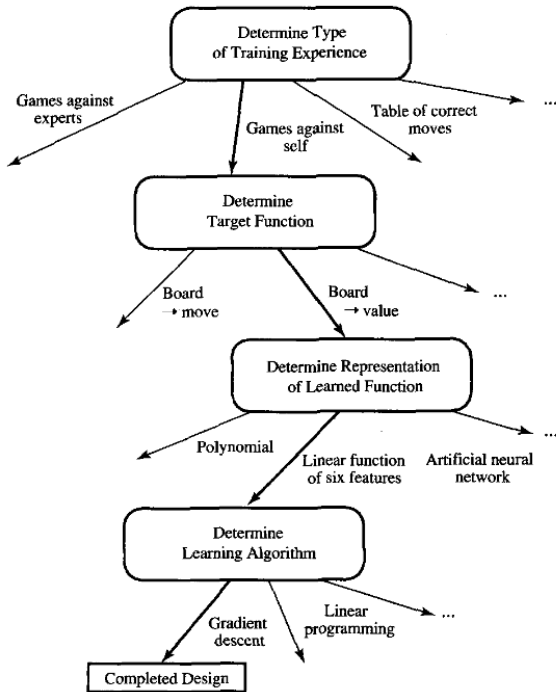 Determine Type
of Training Experience
Games against
experts
Games against
self
Table of correct
moves
...
Determine
Target Function
Board
→ move
Board
→ value
...
Determine Representation
of Learned Function
Polynomial
Linear function
of six features
Artificial neural
network
...
Determine
Learning Algorithm
Gradient
descent
Linear
programming
...
Completed Design